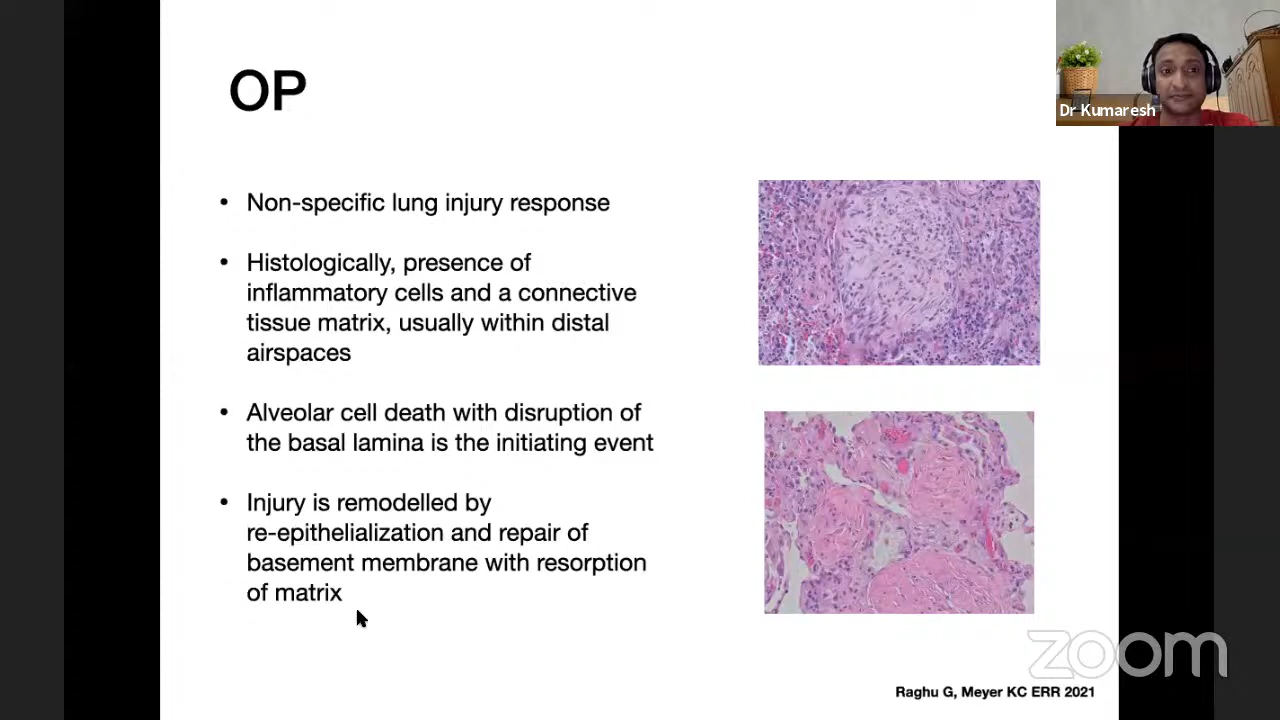 OP
Dr Kumaresh
• Non-specific lung injury response
• Histologically, presence of
inflammatory cells and a connective
tissue matrix, usually within distal
airspaces
• Alveolar cell death with disruption of
the basal lamina is the initiating event
• Injury is remodelled by
re-epithelialization and repair of
basement membrane with resorption
of matrix
zoom
Raghu G, Meyer KC ERR 2021